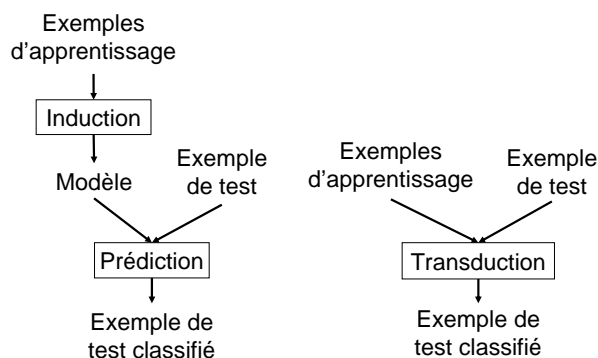 Exemples
d'apprentissage
Induction
Modèle
Exemple
de test
Prédiction
Exemple de
test classifié
Exemples
d'apprentissage
Exemple
de test
Transduction
Exemple de
test classifié